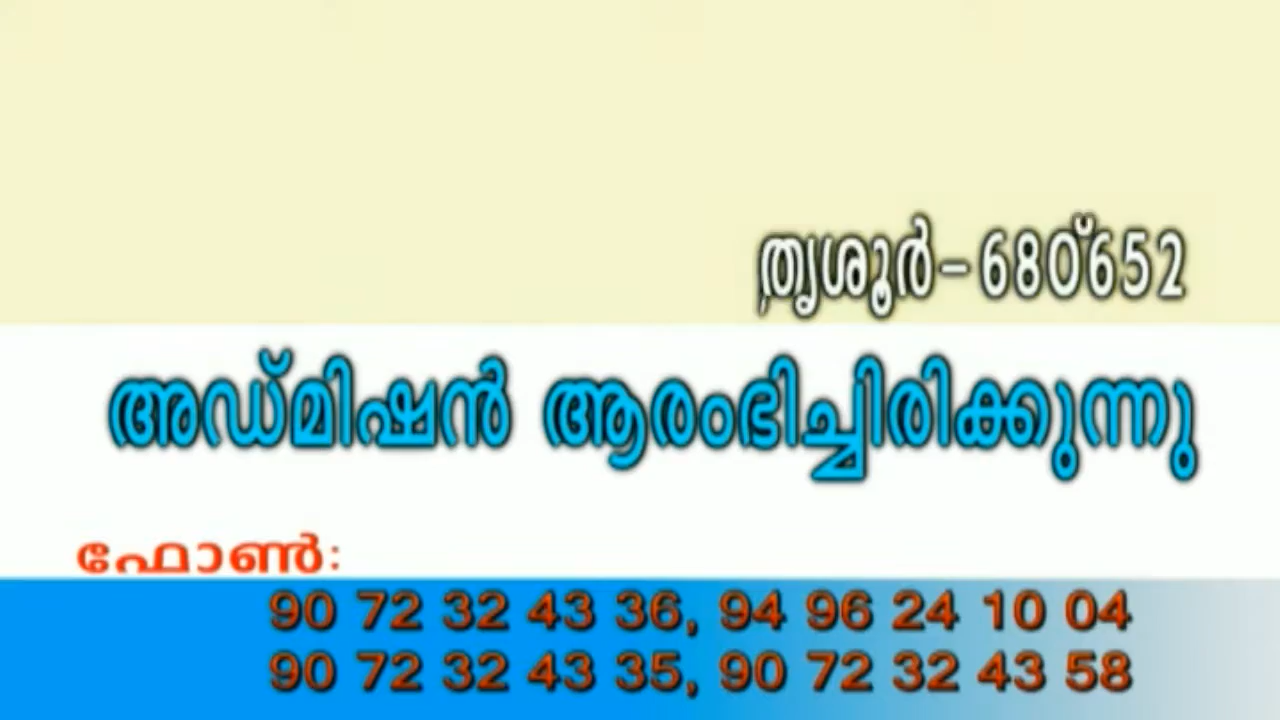 തൃശൂർ-680652
അഡ്മിഷൻ ആരംഭിച്ചിരിക്കുന്നു
ഫോൺ:
90 72 32 43 36, 94 96 24 10 04
90 72 32 43 35, 90 72 32 43 58